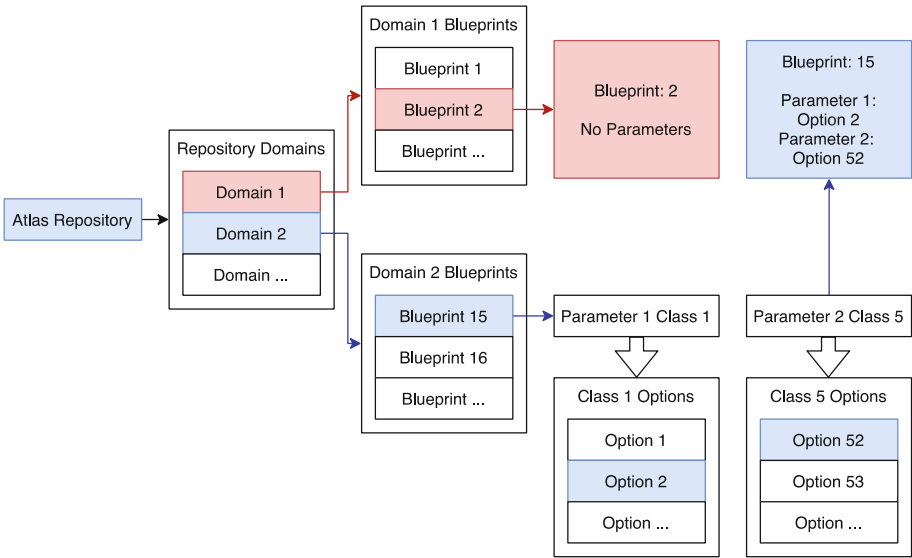 Atlas Repository
Repository Domains
Domain 1
Domain 2
Domain ...
Domain 1 Blueprints
Blueprint 1
Blueprint 2
Blueprint ...
Blueprint: 2
No Parameters
Domain 2 Blueprints
Blueprint 15
Blueprint 16
Blueprint ...
Parameter 1 Class 1
Class 1 Options
Option 1
Option 2
Option ...
Parameter 2 Class 5
Class 5 Options
Option 52
Option 53
Option ...
Blueprint: 15
Parameter 1:
Option 2
Parameter 2:
Option 52